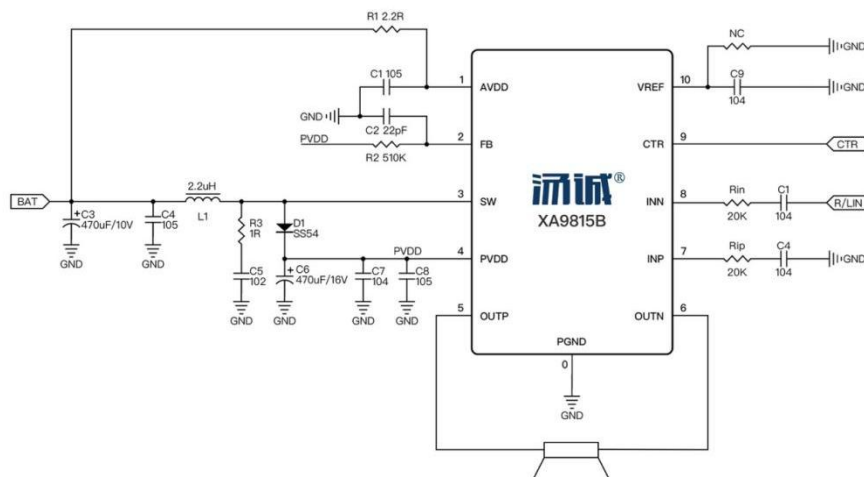 R1 2.2R
NC
GND
C1 105
1
AVDD
VREF
10
C9
104
GND
GND
C2 22pF
PVDD
R2 510K
2
FB
CTR
9
CTR
汤诚®
XA9815B
BAT
2.2uH
L1
3
SW
INN
8
Rin
20K
C1
104
R/LIN
C3
470uF/10V
GND
C4
105
GND
R3
1R
D1
SS54
PVDD
4
PVDD
INP
7
Rip
20K
C4
104
GND
C5
102
GND
C6
470uF/16V
GND
C7
104
GND
C8
105
GND
5
OUTP
OUTN
6
PGND
0
GND